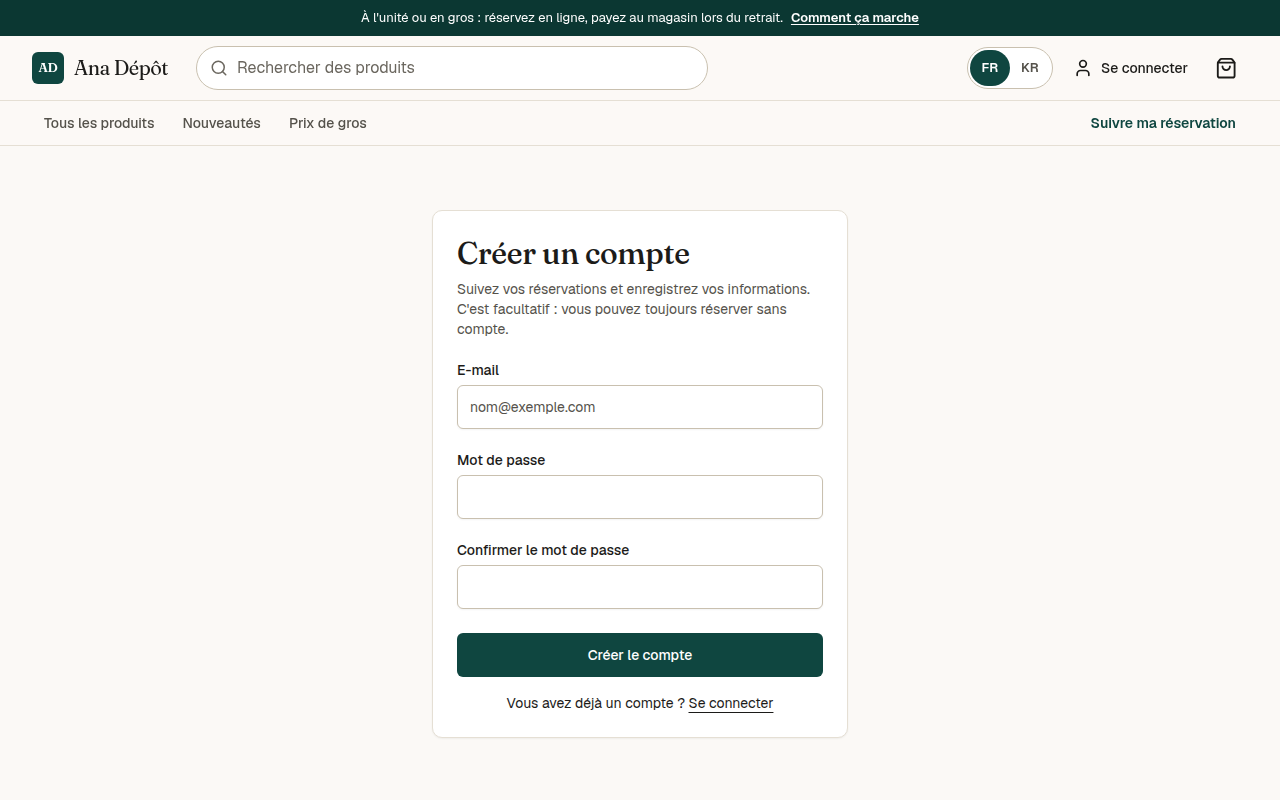 À l'unité ou en gros : réservez en ligne, payez au magasin lors du retrait. Comment ça marche
AD Ana Dépôt
Rechercher des produits
FR KR
Se connecter
Tous les produits Nouveautés Prix de gros
Suivre ma réservation
Créer un compte
Suivez vos réservations et enregistrez vos informations.
C'est facultatif : vous pouvez toujours réserver sans
compte.
E-mail
nom@exemple.com
Mot de passe
Confirmer le mot de passe
Créer le compte
Vous avez déjà un compte ? Se connecter